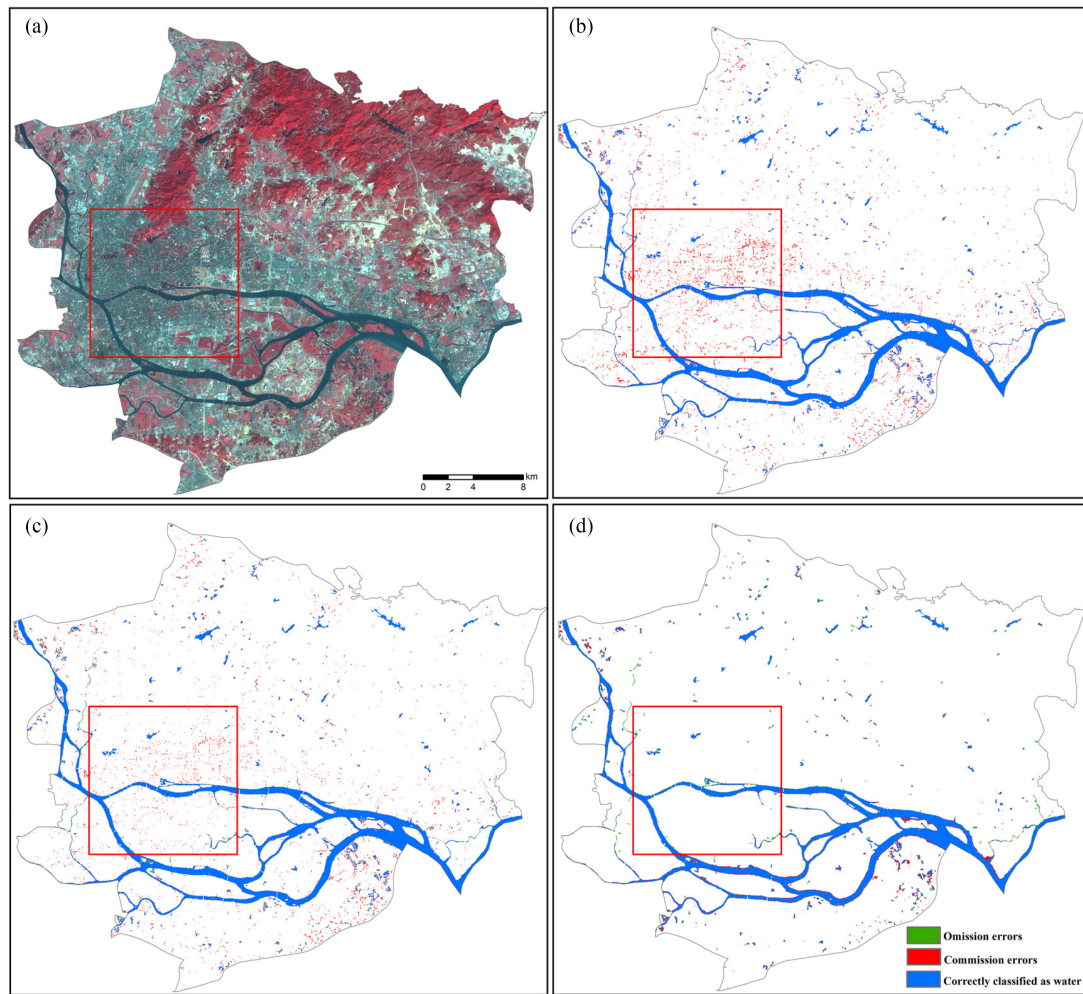 (a)
km
0 2 4 8
(b)
(c)
(d)
Omission errors
Commission errors
Correctly classified as water